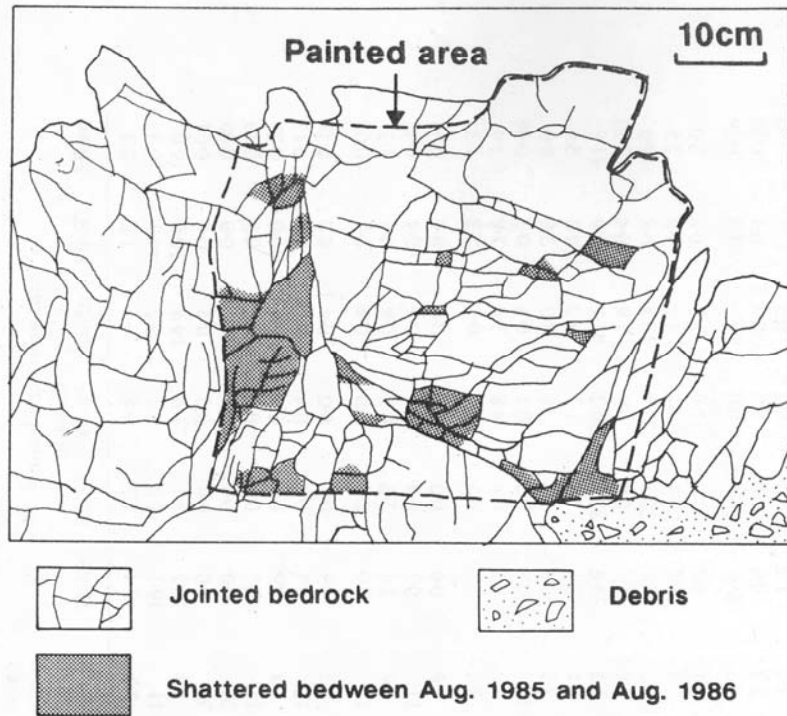 10cm
Painted area
Jointed bedrock
Debris
Shattered bedween Aug. 1985 and Aug. 1986